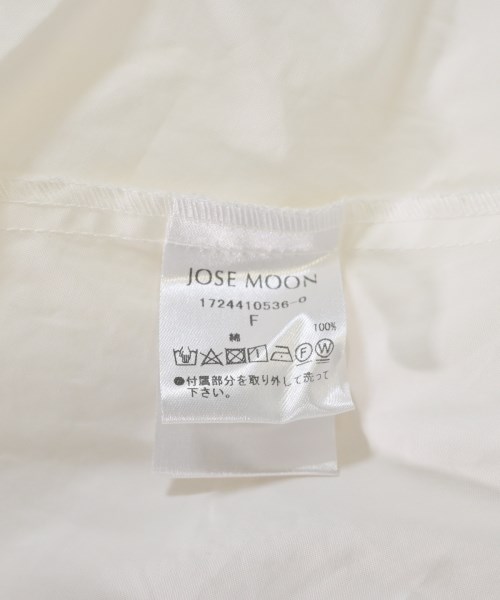 JOSE MOON
1724410536-0
F
綿 100%
F W
●付属部分を取り外して洗って
下さい。